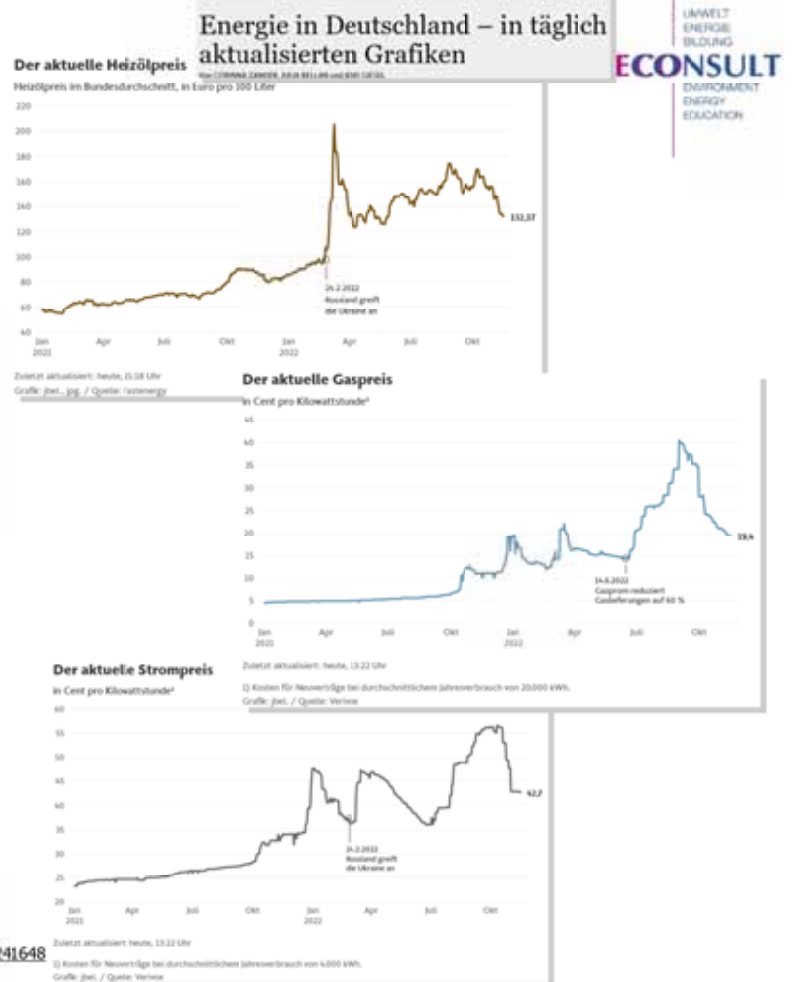 Energie in Deutschland – in täglich
aktualisierten Grafiken
UMWELT
ENERGIE
BILDUNG
ECONSULT
ENVIRONMENT
ENERGY
EDUCATION
Der aktuelle Heizölpreis
Heizölpreis im Bundesdurchschnitt, in Euro pro 100 Liter
220
200
180
160
140
120
100
80
60
40
132,37
24.2.2022
Russland greift
die Ukraine an
Jan Apr Juli Okt Jan Apr Juli Okt
2021 2022
Zuletzt aktualisiert: heute, 15:18 Uhr
Grafik: jbel., jpg. / Quelle: Fastenergy
Der aktuelle Gaspreis
in Cent pro Kilowattstunde¹
45
40
35
30
25
20
15
10
5
0
19,4
14.6.2022
Gazprom reduziert
Gaslieferungen auf 60 %
Jan Apr Juli Okt Jan Apr Juli Okt
2021 2022
Zuletzt aktualisiert: heute, 13:22 Uhr
1) Kosten für Neuverträge bei durchschnittlichem Jahresverbrauch von 20.000 kWh.
Grafik: jbel. / Quelle: Verivox
Der aktuelle Strompreis
in Cent pro Kilowattstunde¹
60
55
50
45
40
35
30
25
20
42,7
24.2.2022
Russland greift
die Ukraine an
Jan Apr Juli Okt Jan Apr Juli Okt
2021 2022
241648
Zuletzt aktualisiert: heute, 13:22 Uhr
1) Kosten für Neuverträge bei durchschnittlichem Jahresverbrauch von 4.000 kWh.
Grafik: jbel. / Quelle: Verivox